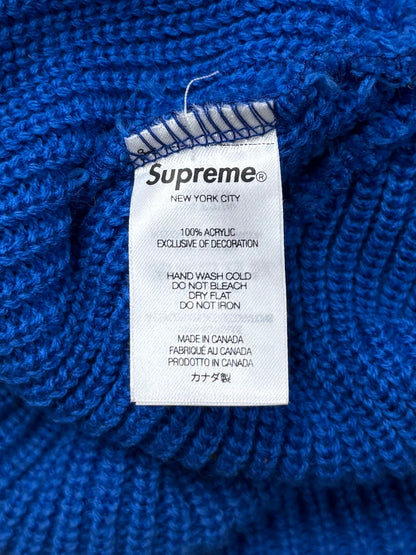 Supreme®
NEW YORK CITY
100% ACRYLIC
EXCLUSIVE OF DECORATION
HAND WASH COLD
DO NOT BLEACH
DRY FLAT
DO NOT IRON
MADE IN CANADA
FABRIQUÉ AU CANADA
PRODOTTO IN CANADA
カナダ製